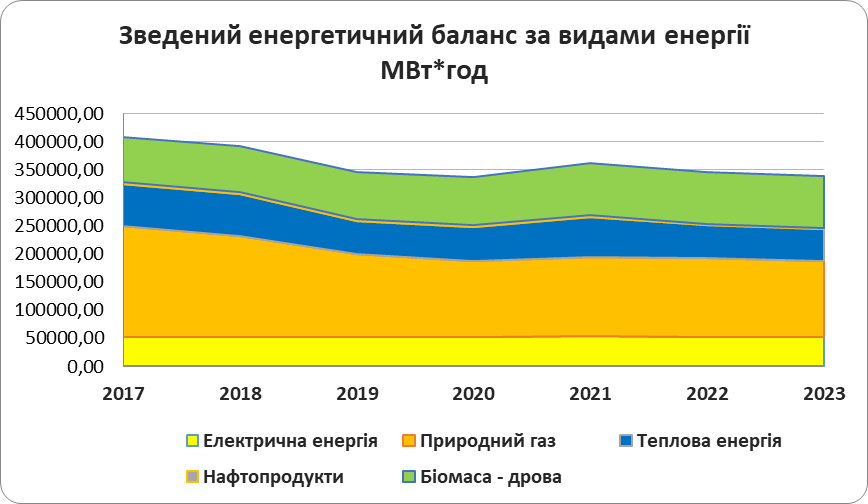 Зведений енергетичний баланс за видами енергії
МВт*год
450000,00
400000,00
350000,00
300000,00
250000,00
200000,00
150000,00
100000,00
50000,00
0,00
2017 2018 2019 2020 2021 2022 2023
Електрична енергія Природний газ Теплова енергія
Нафтопродукти Біомаса - дрова